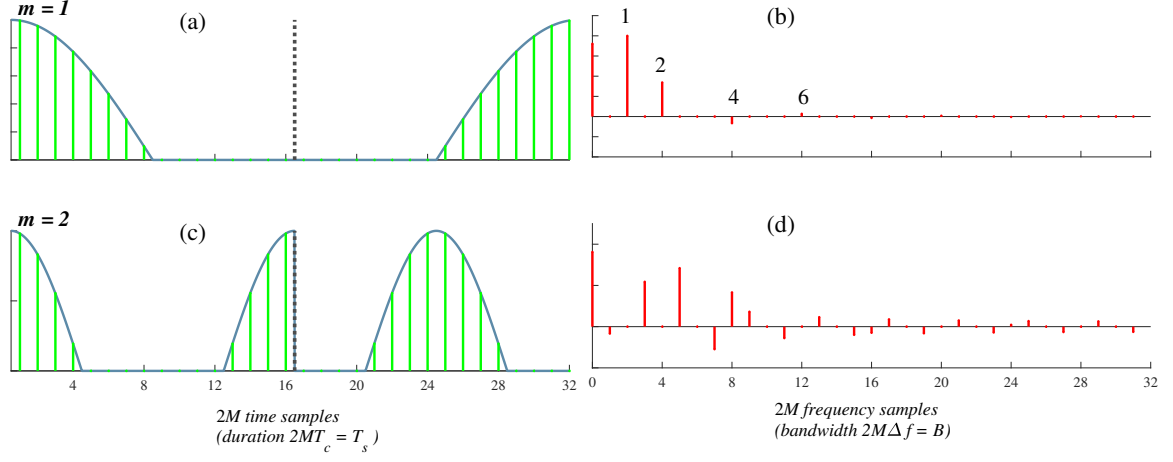 m = 1
(a)
(b)
1
2
4
6
m = 2
(c)
(d)
4 8 12 16 20 24 28 32
0 4 8 12 16 20 24 28 32
2M time samples
(duration 2MT_c = T_s )
2M frequency samples
(bandwidth 2MΔ f = B)